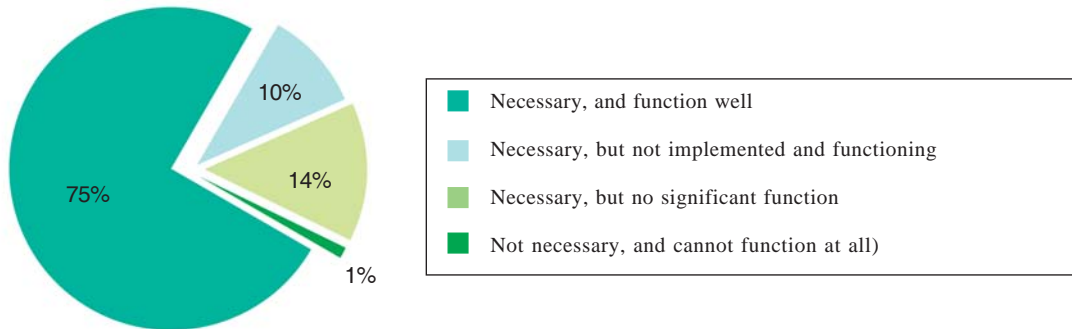 10%
14%
75%
1%
Necessary, and function well
Necessary, but not implemented and functioning
Necessary, but no significant function
Not necessary, and cannot function at all)